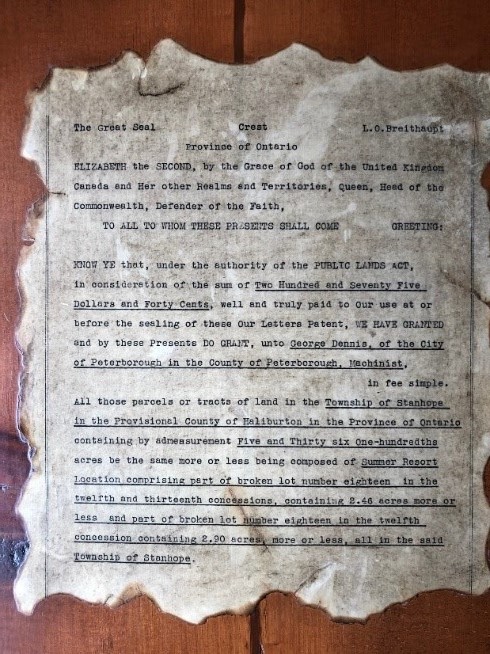 The Great Seal Crest L.O.Breithaupt
Province of Ontario
ELIZABETH the SECOND, by the Grace of God of the United Kingdom
Canada and Her other Realms and Territories, Queen, Head of the
Commonwealth, Defender of the Faith,
TO ALL TO WHOM THESE PRESENTS SHALL COME GREETING:
KNOW YE that, under the authority of the PUBLIC LANDS ACT,
in consideration of the sum of Two Hundred and Seventy Five
Dollars and Forty Cents, well and truly paid to Our use at or
before the sealing of these Our Letters Patent, WE HAVE GRANTED
and by these Presents DO GRANT, unto George Dennis, of the City
of Peterborough in the County of Peterborough, Machinist,
in fee simple.
All those parcels or tracts of land in the Township of Stanhope
in the Provisional County of Haliburton in the Province of Ontario
containing by admeasurement Five and Thirty six One-hundredths
acres be the same more or less being composed of Summer Resort
Location comprising part of broken lot number eighteen in the
twelfth and thirteenth concessions, containing 2.46 acres more or
less and part of broken lot number eighteen in the twelfth
concession containing 2.90 acres, more or less, all in the said
Township of Stanhope.